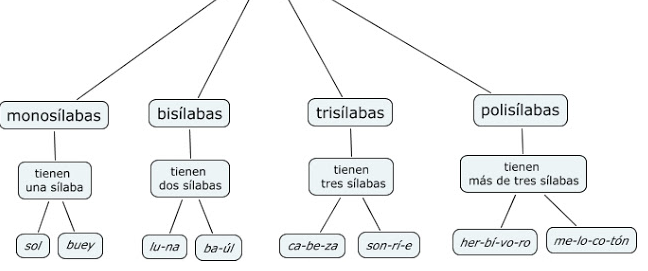 monosílabas bisílabas trisílabas polisílabas
tienen
una sílaba
tienen
dos sílabas
tienen
tres sílabas
tienen
más de tres sílabas
sol buey lu-na ba-úl ca-be-za son-rí-e her-bí-vo-ro me-lo-co-tón